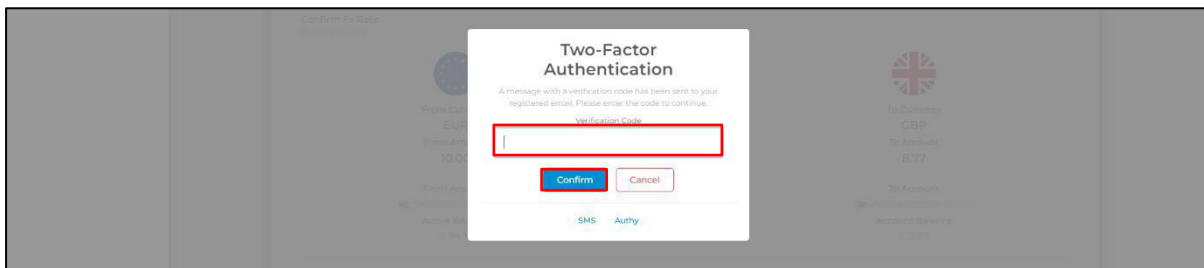 Confirm Fx Rate
Two-Factor
Authentication
A message with a verification code has been sent to your
registered email. Please enter the code to continue.
Verification Code
Confirm
Cancel
SMS
Authy
EUR
10.00
To Currency
GBP
To Amount
8.77
To Account
Account Balance